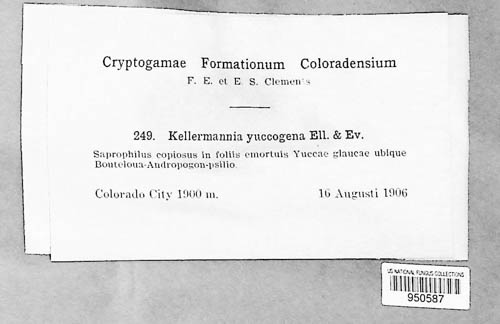 Cryptogamae Formationum Coloradensium
F. E. et E. S. Clements
249. Kellermannia yuccogena Ell. & Ev.
Saprophilus copiosus in foliis emortuis Yuccae glaucae ubique
Bouteloua-Andropogon-psilio.
Colorado City 1900 m. 16 Augusti 1906
US NATIONAL FUNGUS COLLECTIONS
950587